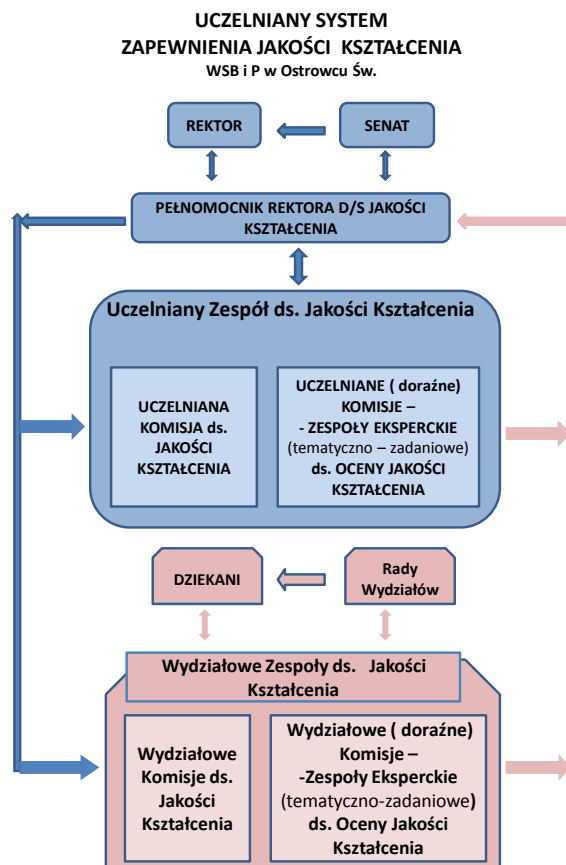 UCZELNIANY SYSTEM
ZAPEWNIENIA JAKOŚCI KSZTAŁCENIA
WSB i P w Ostrowcu Św.
REKTOR
SENAT
PEŁNOMOCNIK REKTORA D/S JAKOŚCI
KSZTAŁCENIA
Uczelniany Zespół ds. Jakości Kształcenia
UCZELNIANA
KOMISJA ds.
JAKOŚCI
KSZTAŁCENIA
UCZELNIANE ( doraźne)
KOMISJE –
- ZESPOŁY EKSPERCKIE
(tematyczno – zadaniowe)
ds. OCENY JAKOŚCI
KSZTAŁCENIA
DZIEKANI
Rady
Wydziałów
Wydziałowe Zespoły ds. Jakości
Kształcenia
Wydziałowe
Komisje ds.
Jakości
Kształcenia
Wydziałowe ( doraźne)
Komisje –
-Zespoły Eksperckie
(tematyczno-zadaniowe)
ds. Oceny Jakości
Kształcenia